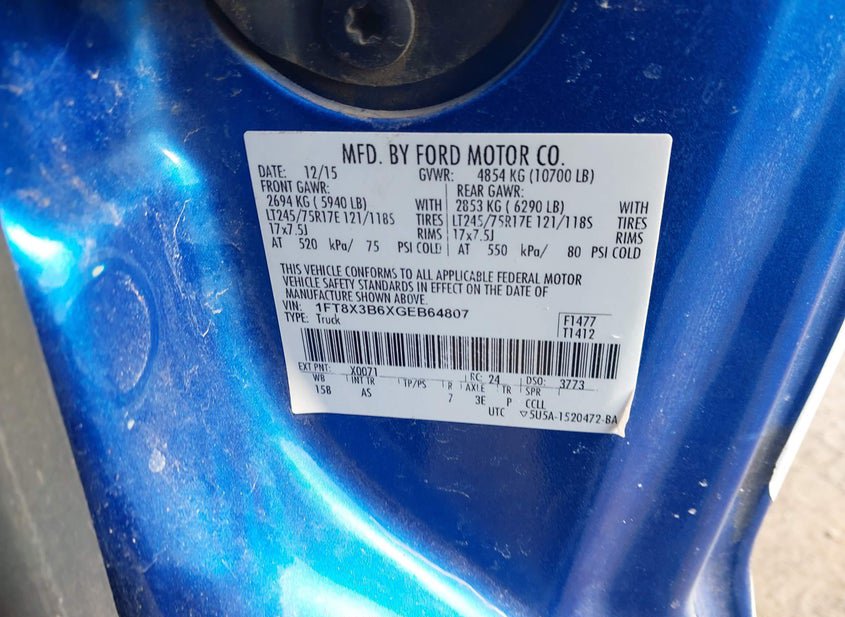 MFD. BY FORD MOTOR CO.
DATE: 12/15 GVWR: 4854 KG (10700 LB)
FRONT GAWR: REAR GAWR:
2694 KG ( 5940 LB) WITH 2853 KG ( 6290 LB) WITH
LT245/75R17E 121/118S TIRES LT245/75R17E 121/118S TIRES
17x7.5J RIMS 17x7.5J RIMS
AT 520 kPa/ 75 PSI COLD AT 550 kPa/ 80 PSI COLD
THIS VEHICLE CONFORMS TO ALL APPLICABLE FEDERAL MOTOR
VEHICLE SAFETY STANDARDS IN EFFECT ON THE DATE OF
MANUFACTURE SHOWN ABOVE.
VIN: 1FT8X3B6XGEB64807
TYPE: Truck
F1477
T1412
EXT PNT: X0071 RC: 24 DSO: 3773
WB INT TR TP/PS R AXLE TR SPR
15B AS 7 3E P CCLL
UTC ▽5U5A-1520472-BA